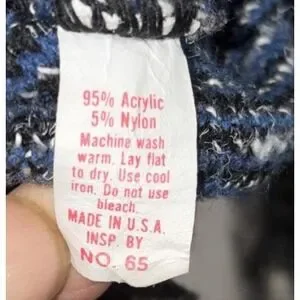 95% Acrylic
5% Nylon
Machine wash
warm. Lay flat
to dry. Use cool
iron. Do not use
bleach.
MADE IN U.S.A.
INSP. BY
NO. 65